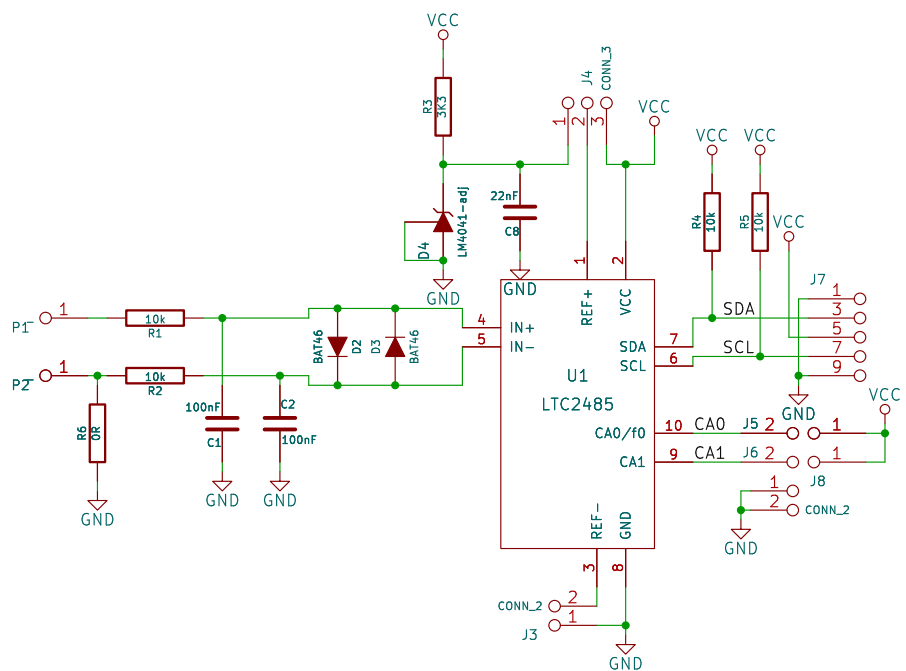 VCC
R3
3K3
LM4041-adj
D4
GND
22nF
C8
GND
J4
CONN_3
1
2
3
VCC
VCC
VCC
R4
10k
R5
10k
VCC
J7
1
3
5
7
9
SDA
SCL
GND
P1
1
10k
R1
P2
1
10k
R2
R6
0R
GND
100nF
C1
GND
C2
100nF
GND
BAT46
D2
D3
BAT46
4
IN+
5
IN-
1
REF+
2
VCC
SDA
7
SCL
6
U1
LTC2485
CA0/f0
10
CA0
J5
2
1
VCC
CA1
9
CA1
J6
2
1
J8
1
2
CONN_2
GND
REF-
3
GND
8
CONN_2
2
1
J3
GND